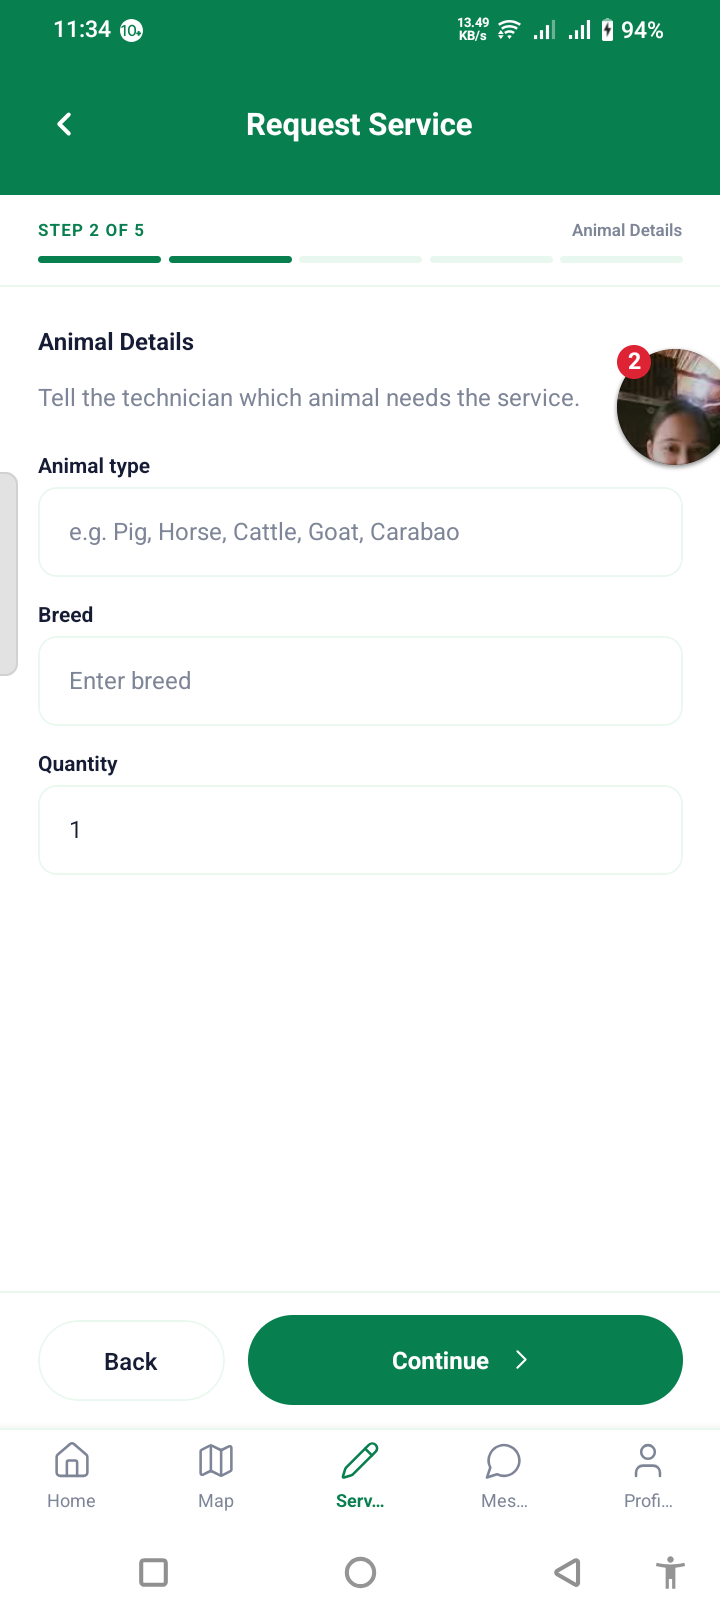 11:34
13.49
KB/s
94%
Request Service
STEP 2 OF 5
Animal Details
Animal Details
2
Tell the technician which animal needs the service.
Animal type
e.g. Pig, Horse, Cattle, Goat, Carabao
Breed
Enter breed
Quantity
1
Back
Continue
Home
Map
Serv...
Mes...
Profi...